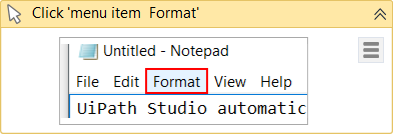 Click 'menu item  Format'
Untitled - Notepad
File Edit Format View Help
UiPath Studio automatic